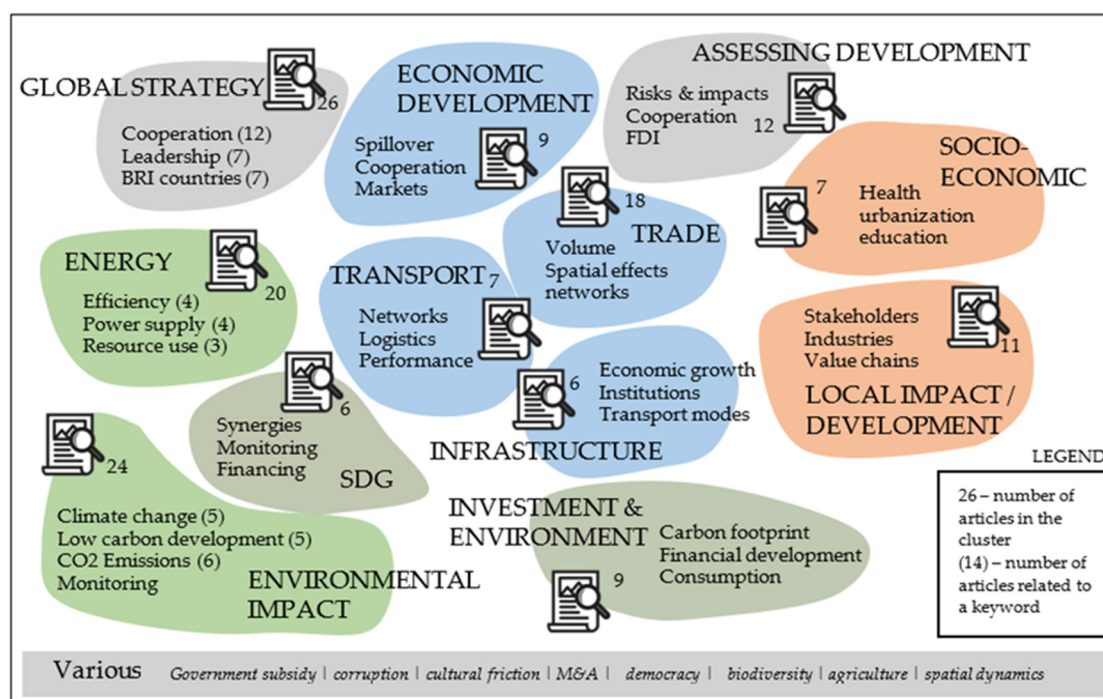 GLOBAL STRATEGY
26
Cooperation (12)
Leadership (7)
BRI countries (7)
ECONOMIC
DEVELOPMENT
9
Spillover
Cooperation
Markets
ASSESSING DEVELOPMENT
Risks & impacts
Cooperation
FDI
12
SOCIO-
ECONOMIC
7
Health
urbanization
education
18
TRADE
Volume
Spatial effects
networks
ENERGY
20
Efficiency (4)
Power supply (4)
Resource use (3)
TRANSPORT 7
Networks
Logistics
Performance
Stakeholders
Industries
Value chains
11
LOCAL IMPACT /
DEVELOPMENT
6
Economic growth
Institutions
Transport modes
INFRASTRUCTURE
6
Synergies
Monitoring
Financing
SDG
24
Climate change (5)
Low carbon development (5)
CO2 Emissions (6)
Monitoring
ENVIRONMENTAL
IMPACT
INVESTMENT &
ENVIRONMENT
Carbon footprint
Financial development
Consumption
9
LEGEND
26 – number of
articles in the
cluster
(14) – number of
articles related to
a keyword
Various Government subsidy | corruption | cultural friction | M&A | democracy | biodiversity | agriculture | spatial dynamics